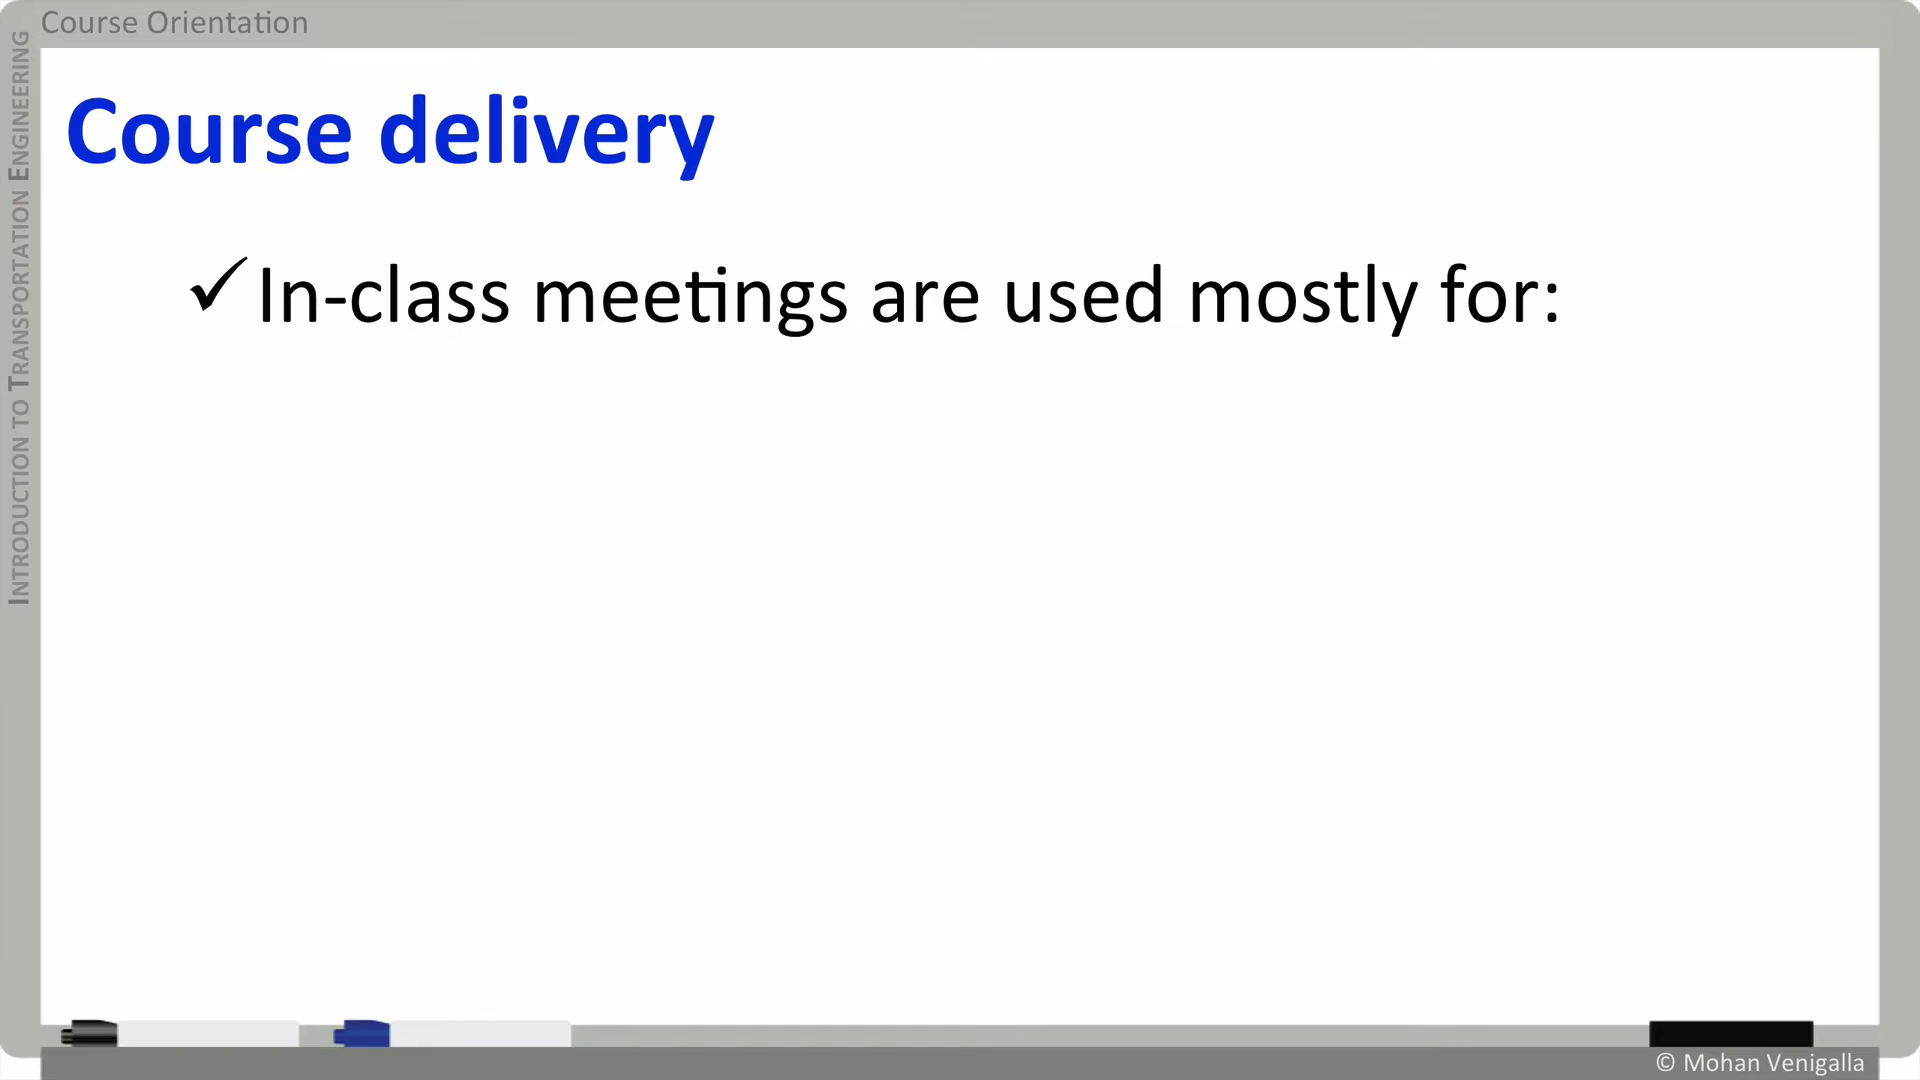 Course Orientation
INTRODUCTION TO TRANSPORTATION ENGINEERING
Course delivery
✓In-class meetings are used mostly for:
© Mohan Venigalla